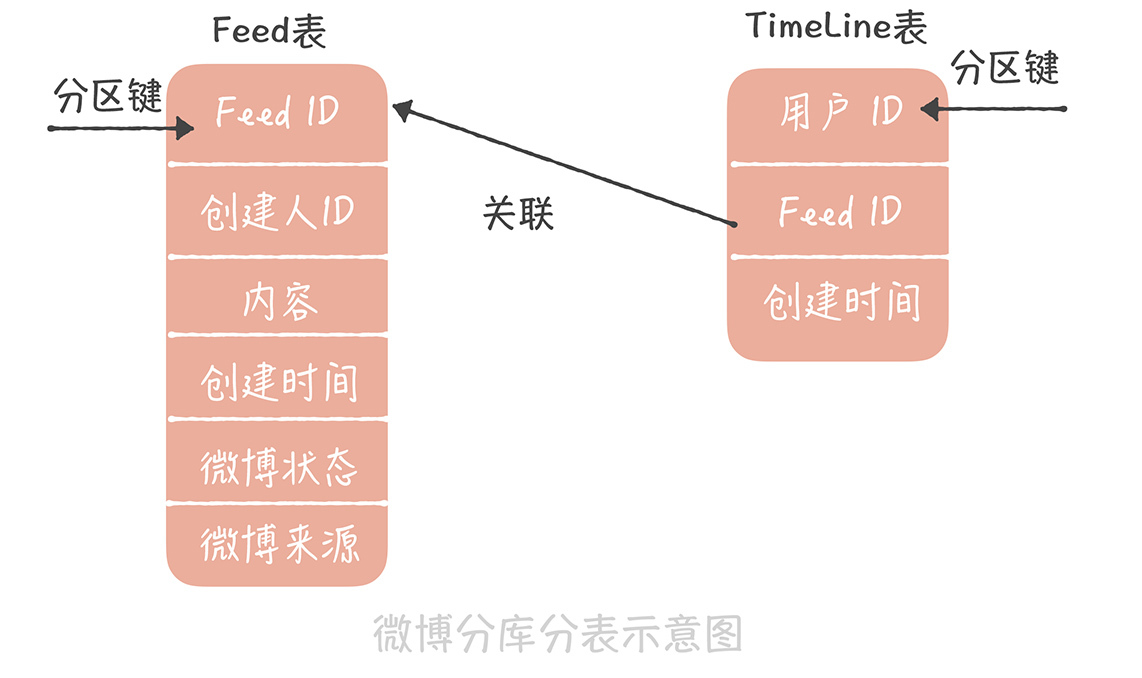 Feed表
分区键
Feed ID
创建人ID
内容
创建时间
微博状态
微博来源
关联
TimeLine表
分区键
用户 ID
Feed ID
创建时间
微博分库分表示意图